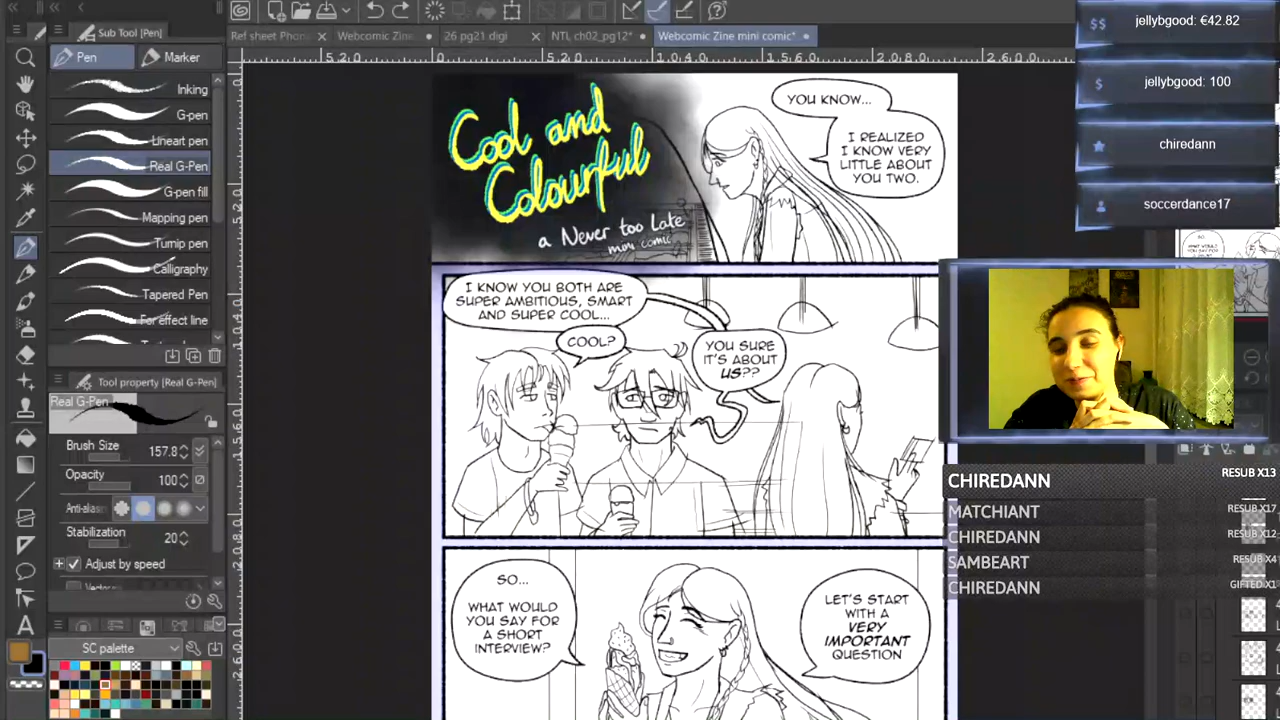 Sub Tool [Pen]
Pen
Marker
Inking
G-pen
Lineart pen
Real G-Pen
G-pen fill
Mapping pen
Turnip pen
Calligraphy
Tapered Pen
For effect line
Tool property [Real G-Pen]
Real G-Pen
Brush Size
157.8
Opacity
100
Anti-alias
Stabilization
20
Adjust by speed
SC palette
Ref sheet Phon
Webcomic Zine
26 pg21 digi
NTL ch02_pg12*
Webcomic Zine mini comic*
Cool and
Colourful
a Never too Late
mini comic
YOU KNOW...
I REALIZED
I KNOW VERY
LITTLE ABOUT
YOU TWO.
I KNOW YOU BOTH ARE
SUPER AMBITIOUS, SMART
AND SUPER COOL...
COOL?
YOU SURE
IT'S ABOUT
US??
SO...
WHAT WOULD
YOU SAY FOR
A SHORT
INTERVIEW?
LET'S START
WITH A
VERY
IMPORTANT
QUESTION
jellybgood: €42.82
jellybgood: 100
chiredann
soccerdance17
CHIREDANN RESUB X13
MATCHIANT RESUB X17
CHIREDANN RESUB X12
SAMBEART RESUB X4
CHIREDANN GIFTED X1